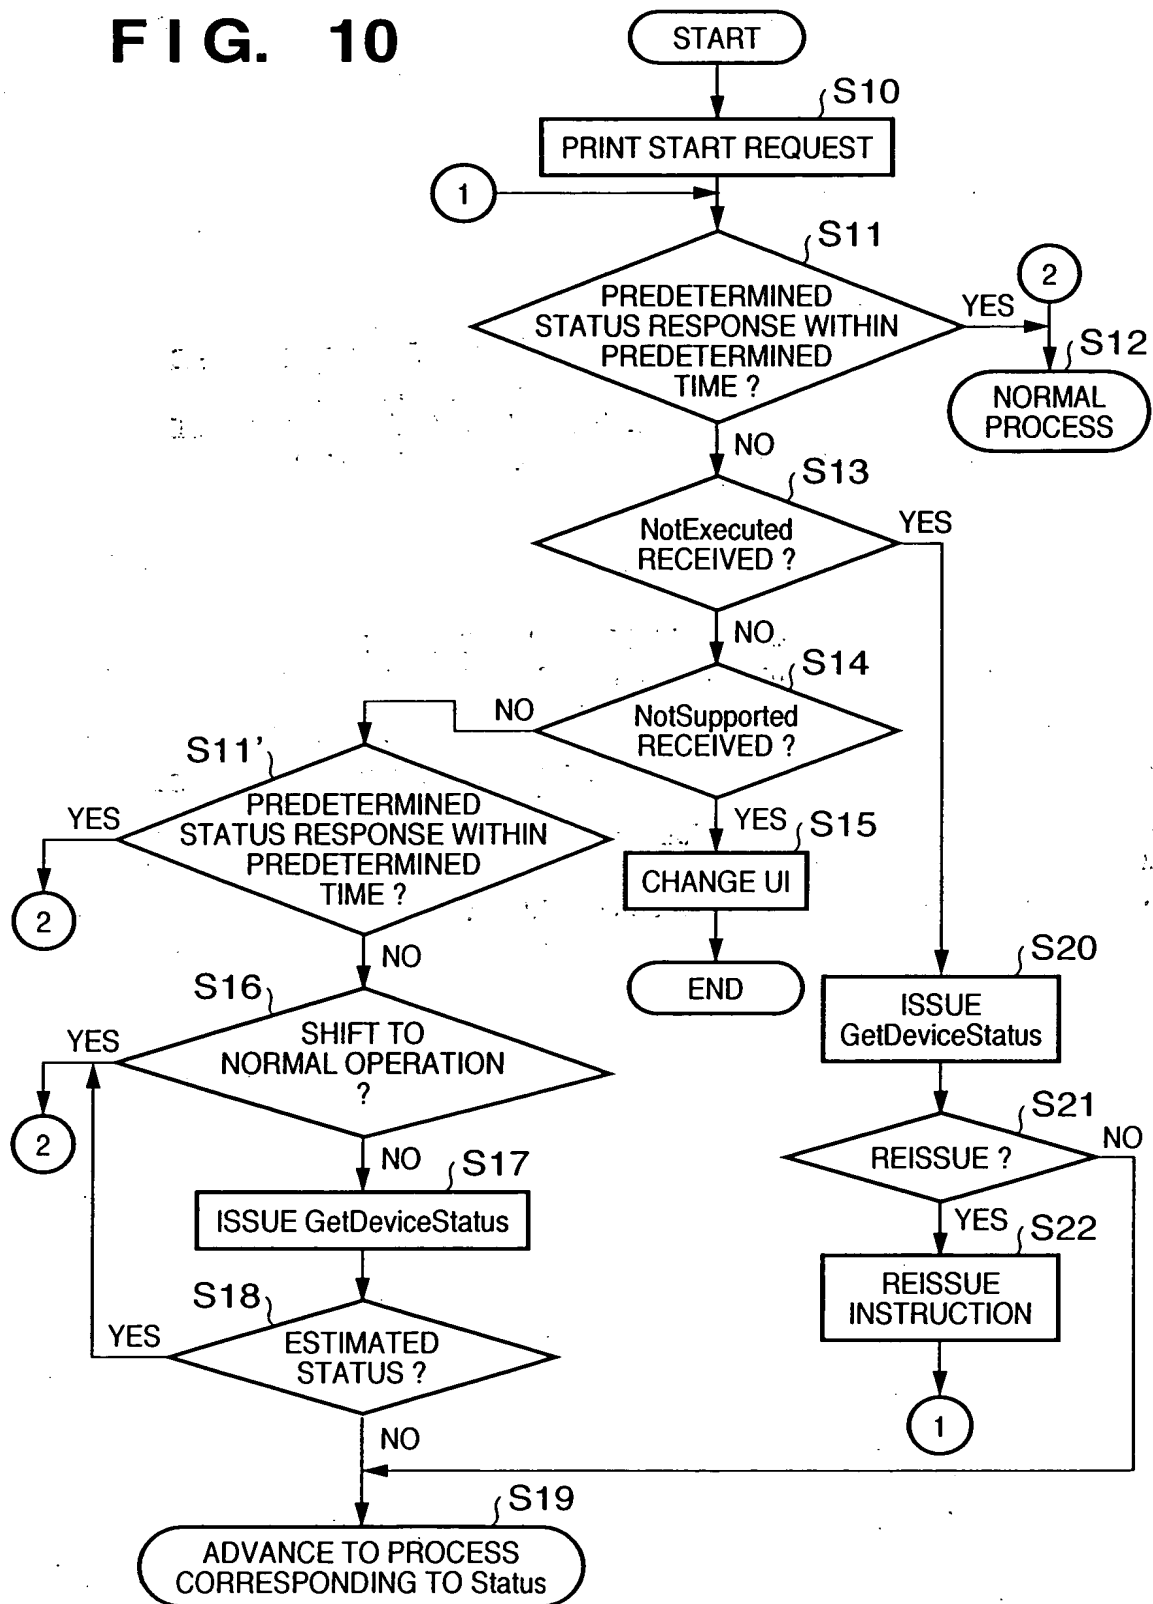 FIG. 10
START
S10
PRINT START REQUEST
1
S11
PREDETERMINED
STATUS RESPONSE WITHIN
PREDETERMINED
TIME ?
YES
2
S12
NORMAL
PROCESS
NO
S13
NotExecuted
RECEIVED ?
YES
NO
S14
NotSupported
RECEIVED ?
NO
YES
S15
CHANGE UI
END
S11'
PREDETERMINED
STATUS RESPONSE WITHIN
PREDETERMINED
TIME ?
YES
2
NO
S16
SHIFT TO
NORMAL OPERATION
?
YES
2
NO
S17
ISSUE GetDeviceStatus
S18
ESTIMATED
STATUS ?
YES
NO
S20
ISSUE
GetDeviceStatus
S21
REISSUE ?
NO
YES
S22
REISSUE
INSTRUCTION
1
S19
ADVANCE TO PROCESS
CORRESPONDING TO Status